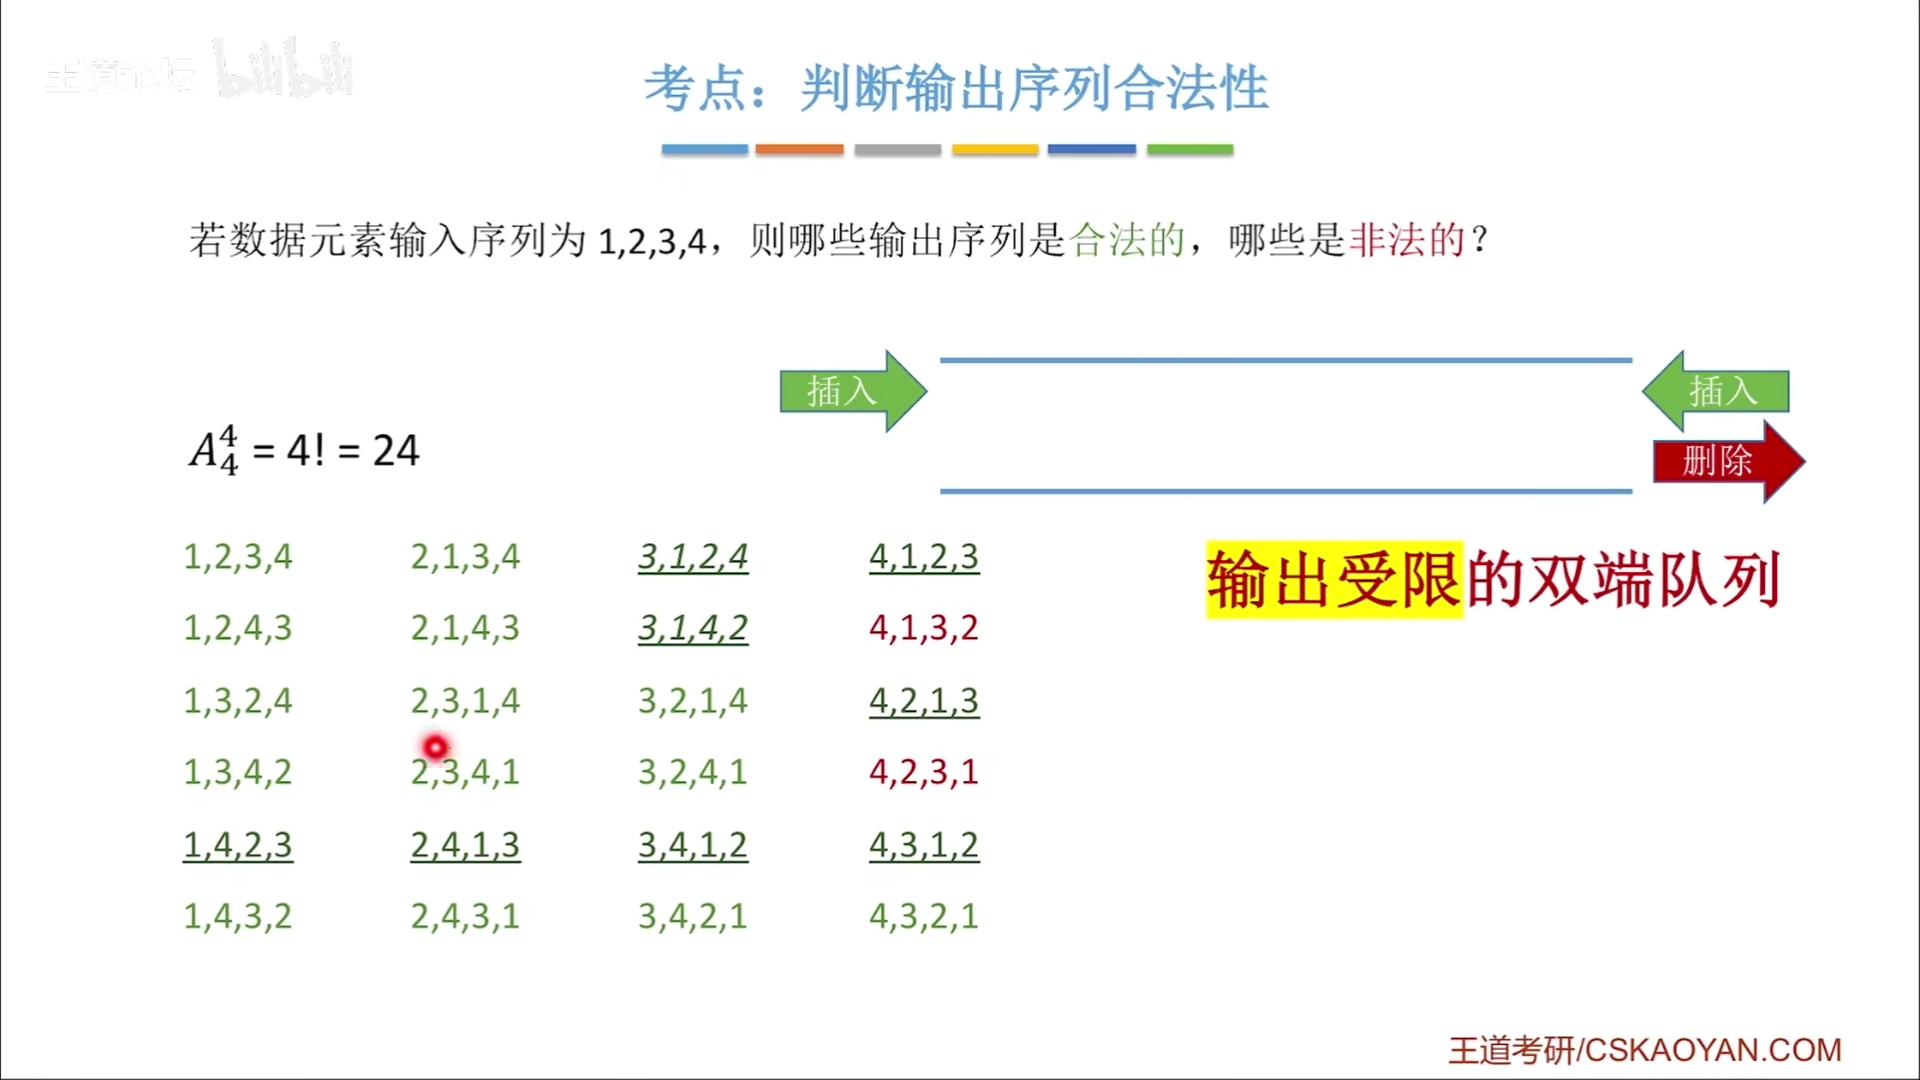 王道论坛 bilibili
考点：判断输出序列合法性
若数据元素输入序列为 1,2,3,4，则哪些输出序列是合法的，哪些是非法的？
插入
插入
删除
A₄⁴ = 4! = 24
输出受限的双端队列
1,2,3,4 2,1,3,4 3,1,2,4 4,1,2,3
1,2,4,3 2,1,4,3 3,1,4,2 4,1,3,2
1,3,2,4 2,3,1,4 3,2,1,4 4,2,1,3
1,3,4,2 2,3,4,1 3,2,4,1 4,2,3,1
1,4,2,3 2,4,1,3 3,4,1,2 4,3,1,2
1,4,3,2 2,4,3,1 3,4,2,1 4,3,2,1
王道考研/CSKAOYAN.COM